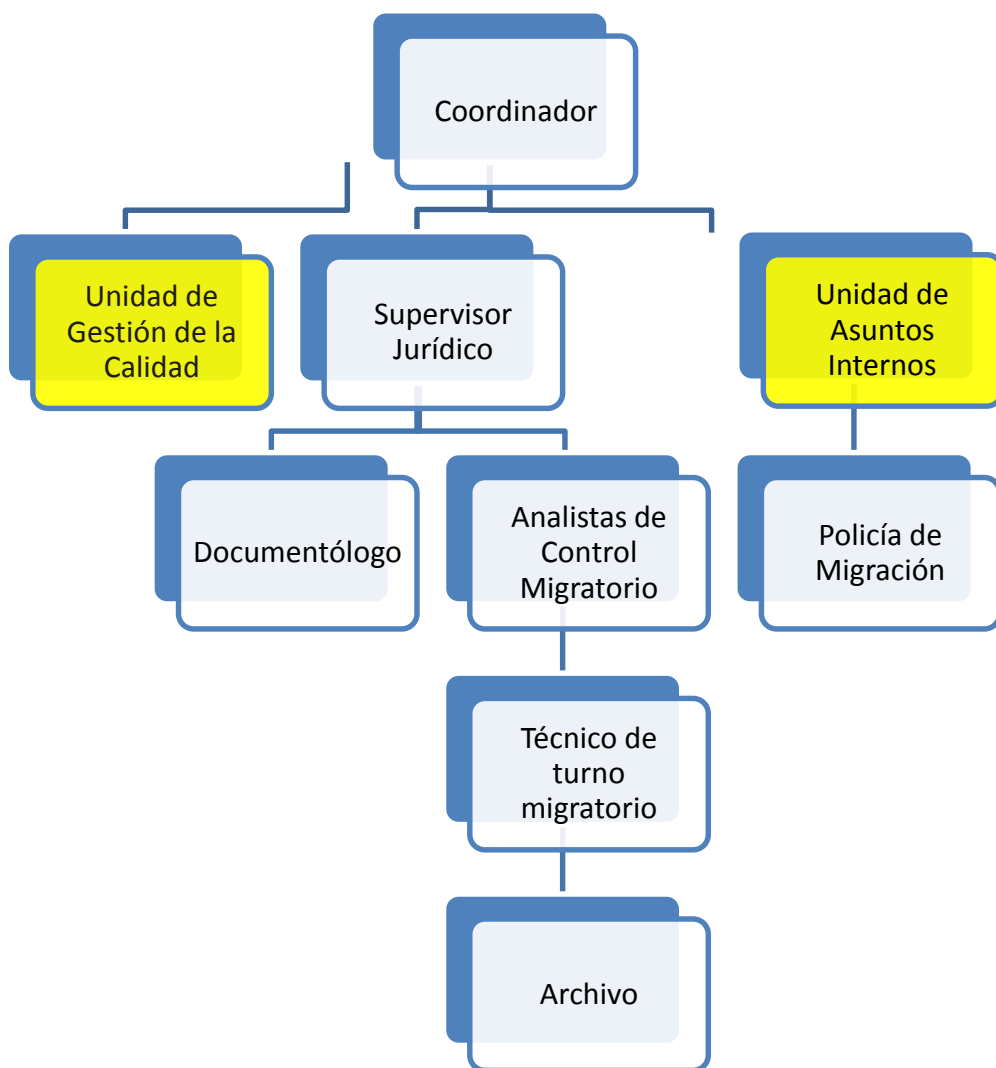 Coordinador
Unidad de
Gestión de la
Calidad
Supervisor
Jurídico
Unidad de
Asuntos
Internos
Documentólogo
Analistas de
Control
Migratorio
Policía de
Migración
Técnico de
turno
migratorio
Archivo